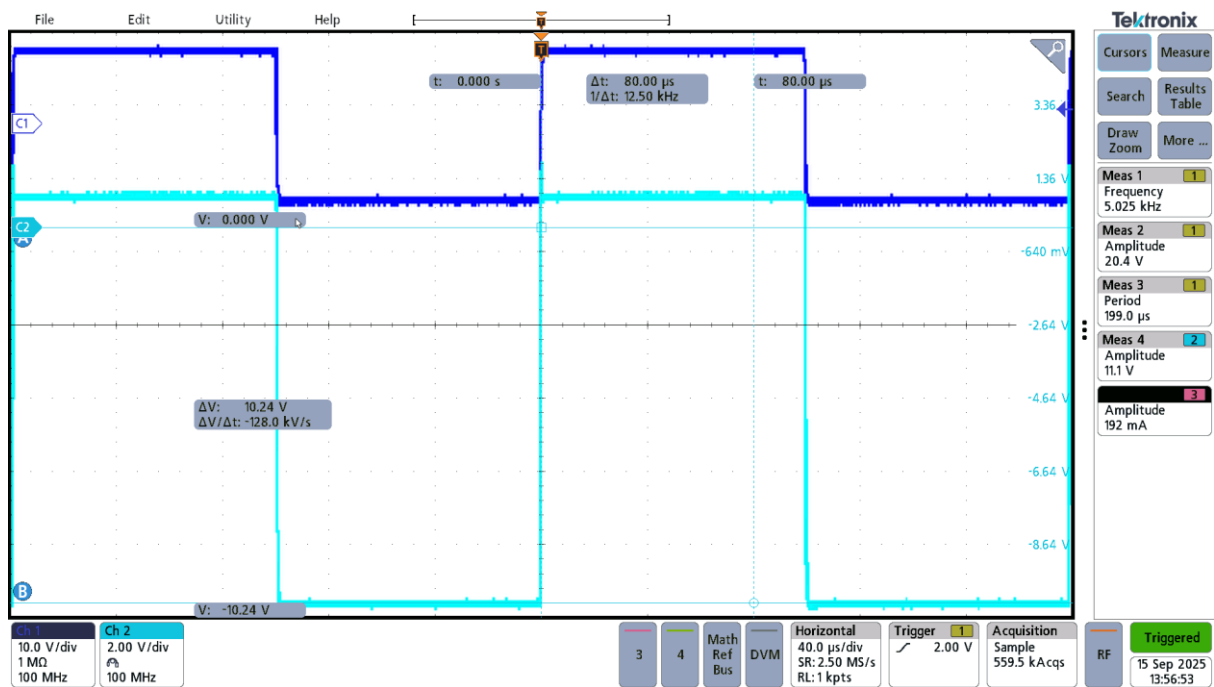 File Edit Utility Help
Tektronix
T
T
C1
C2
A
B
t: 0.000 s
Δt: 80.00 µs
1/Δt: 12.50 kHz
t: 80.00 µs
V: 0.000 V
ΔV: 10.24 V
ΔV/Δt: -128.0 kV/s
V: -10.24 V
3.36
1.36 V
-640 mV
-2.64 V
-4.64 V
-6.64 V
-8.64 V
Cursors
Measure
Search
Results
Table
Draw
Zoom
More ...
Meas 1 1
Frequency
5.025 kHz
Meas 2 1
Amplitude
20.4 V
Meas 3 1
Period
199.0 µs
Meas 4 2
Amplitude
11.1 V
3
Amplitude
192 mA
Ch 1
10.0 V/div
1 MΩ
100 MHz
Ch 2
2.00 V/div
100 MHz
3
4
Math
Ref
Bus
DVM
Horizontal
40.0 µs/div
SR: 2.50 MS/s
RL: 1 kpts
Trigger 1
2.00 V
Acquisition
Sample
559.5 kAcqs
RF
Triggered
15 Sep 2025
13:56:53